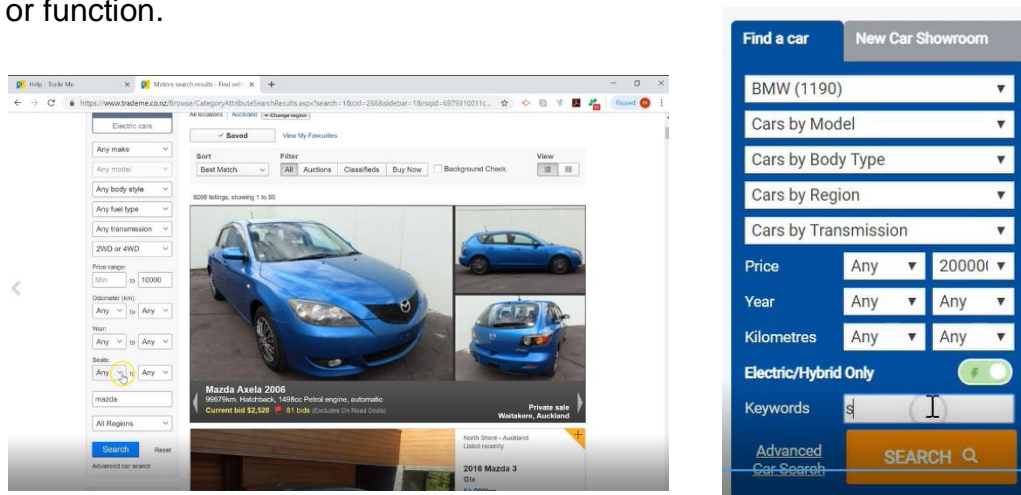 or function.
Help - Trade Me
Motors search results - Find vehi
https://www.trademe.co.nz/Browse/CategoryAttributeSearchResults.aspx?search=1&cid=268&sidebar=1&rsqid=6979310011c...
Paused
Electric cars
Any make
Any model
Any body style
Any fuel type
Any transmission
2WD or 4WD
Price range:
Min to 10000
Odometer (km):
Any to Any
Year:
Any to Any
Seats:
Any to Any
mazda
All Regions
Search Reset
Advanced car search
All locations Auckland Change region
Saved View My Favourites
Sort Filter View
Best Match All Auctions Classifieds Buy Now Background Check
9268 listings, showing 1 to 50
Mazda Axela 2006
99679km, Hatchback, 1498cc Petrol engine, automatic
Current bid $2,520 81 bids (Excludes On Road Costs)
Private sale
Waitakere, Auckland
North Shore - Auckland
Listed recently
2016 Mazda 3
Glx
Find a car New Car Showroom
BMW (1190)
Cars by Model
Cars by Body Type
Cars by Region
Cars by Transmission
Price Any 200000
Year Any Any
Kilometres Any Any
Electric/Hybrid Only
Keywords s
Advanced
Car Search
SEARCH